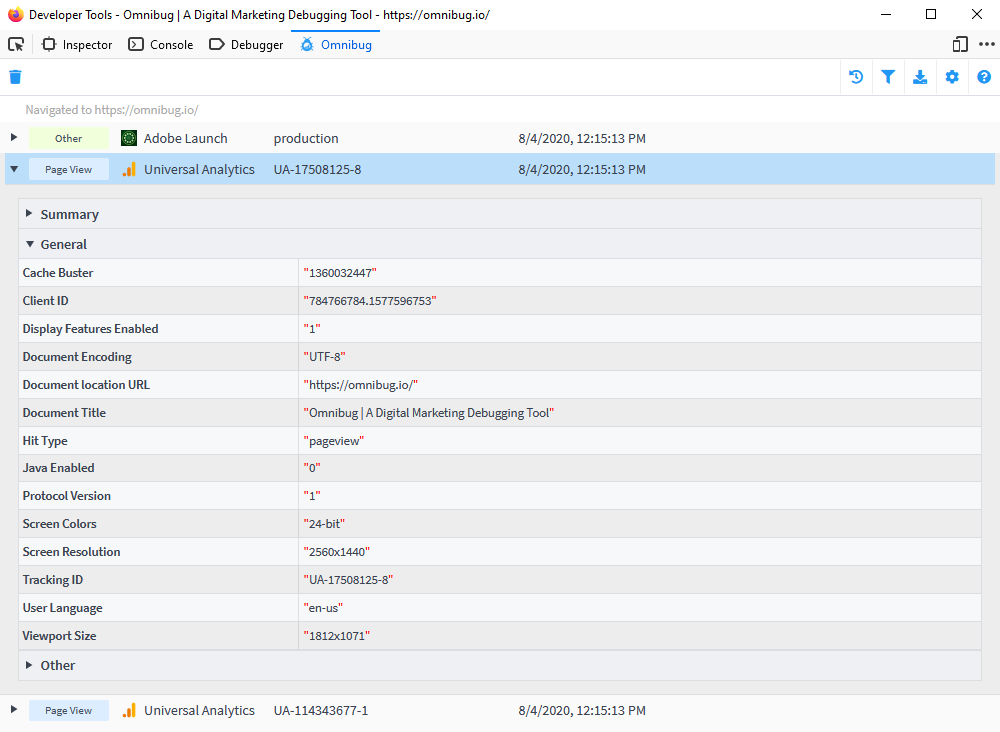 Developer Tools - Omnibug | A Digital Marketing Debugging Tool - https://omnibug.io/
Inspector Console Debugger Omnibug
Navigated to https://omnibug.io/
Other Adobe Launch production 8/4/2020, 12:15:13 PM
Page View Universal Analytics UA-17508125-8 8/4/2020, 12:15:13 PM
Summary
General
Cache Buster "1360032447"
Client ID "784766784.1577596753"
Display Features Enabled "1"
Document Encoding "UTF-8"
Document location URL "https://omnibug.io/"
Document Title "Omnibug | A Digital Marketing Debugging Tool"
Hit Type "pageview"
Java Enabled "0"
Protocol Version "1"
Screen Colors "24-bit"
Screen Resolution "2560x1440"
Tracking ID "UA-17508125-8"
User Language "en-us"
Viewport Size "1812x1071"
Other
Page View Universal Analytics UA-114343677-1 8/4/2020, 12:15:13 PM